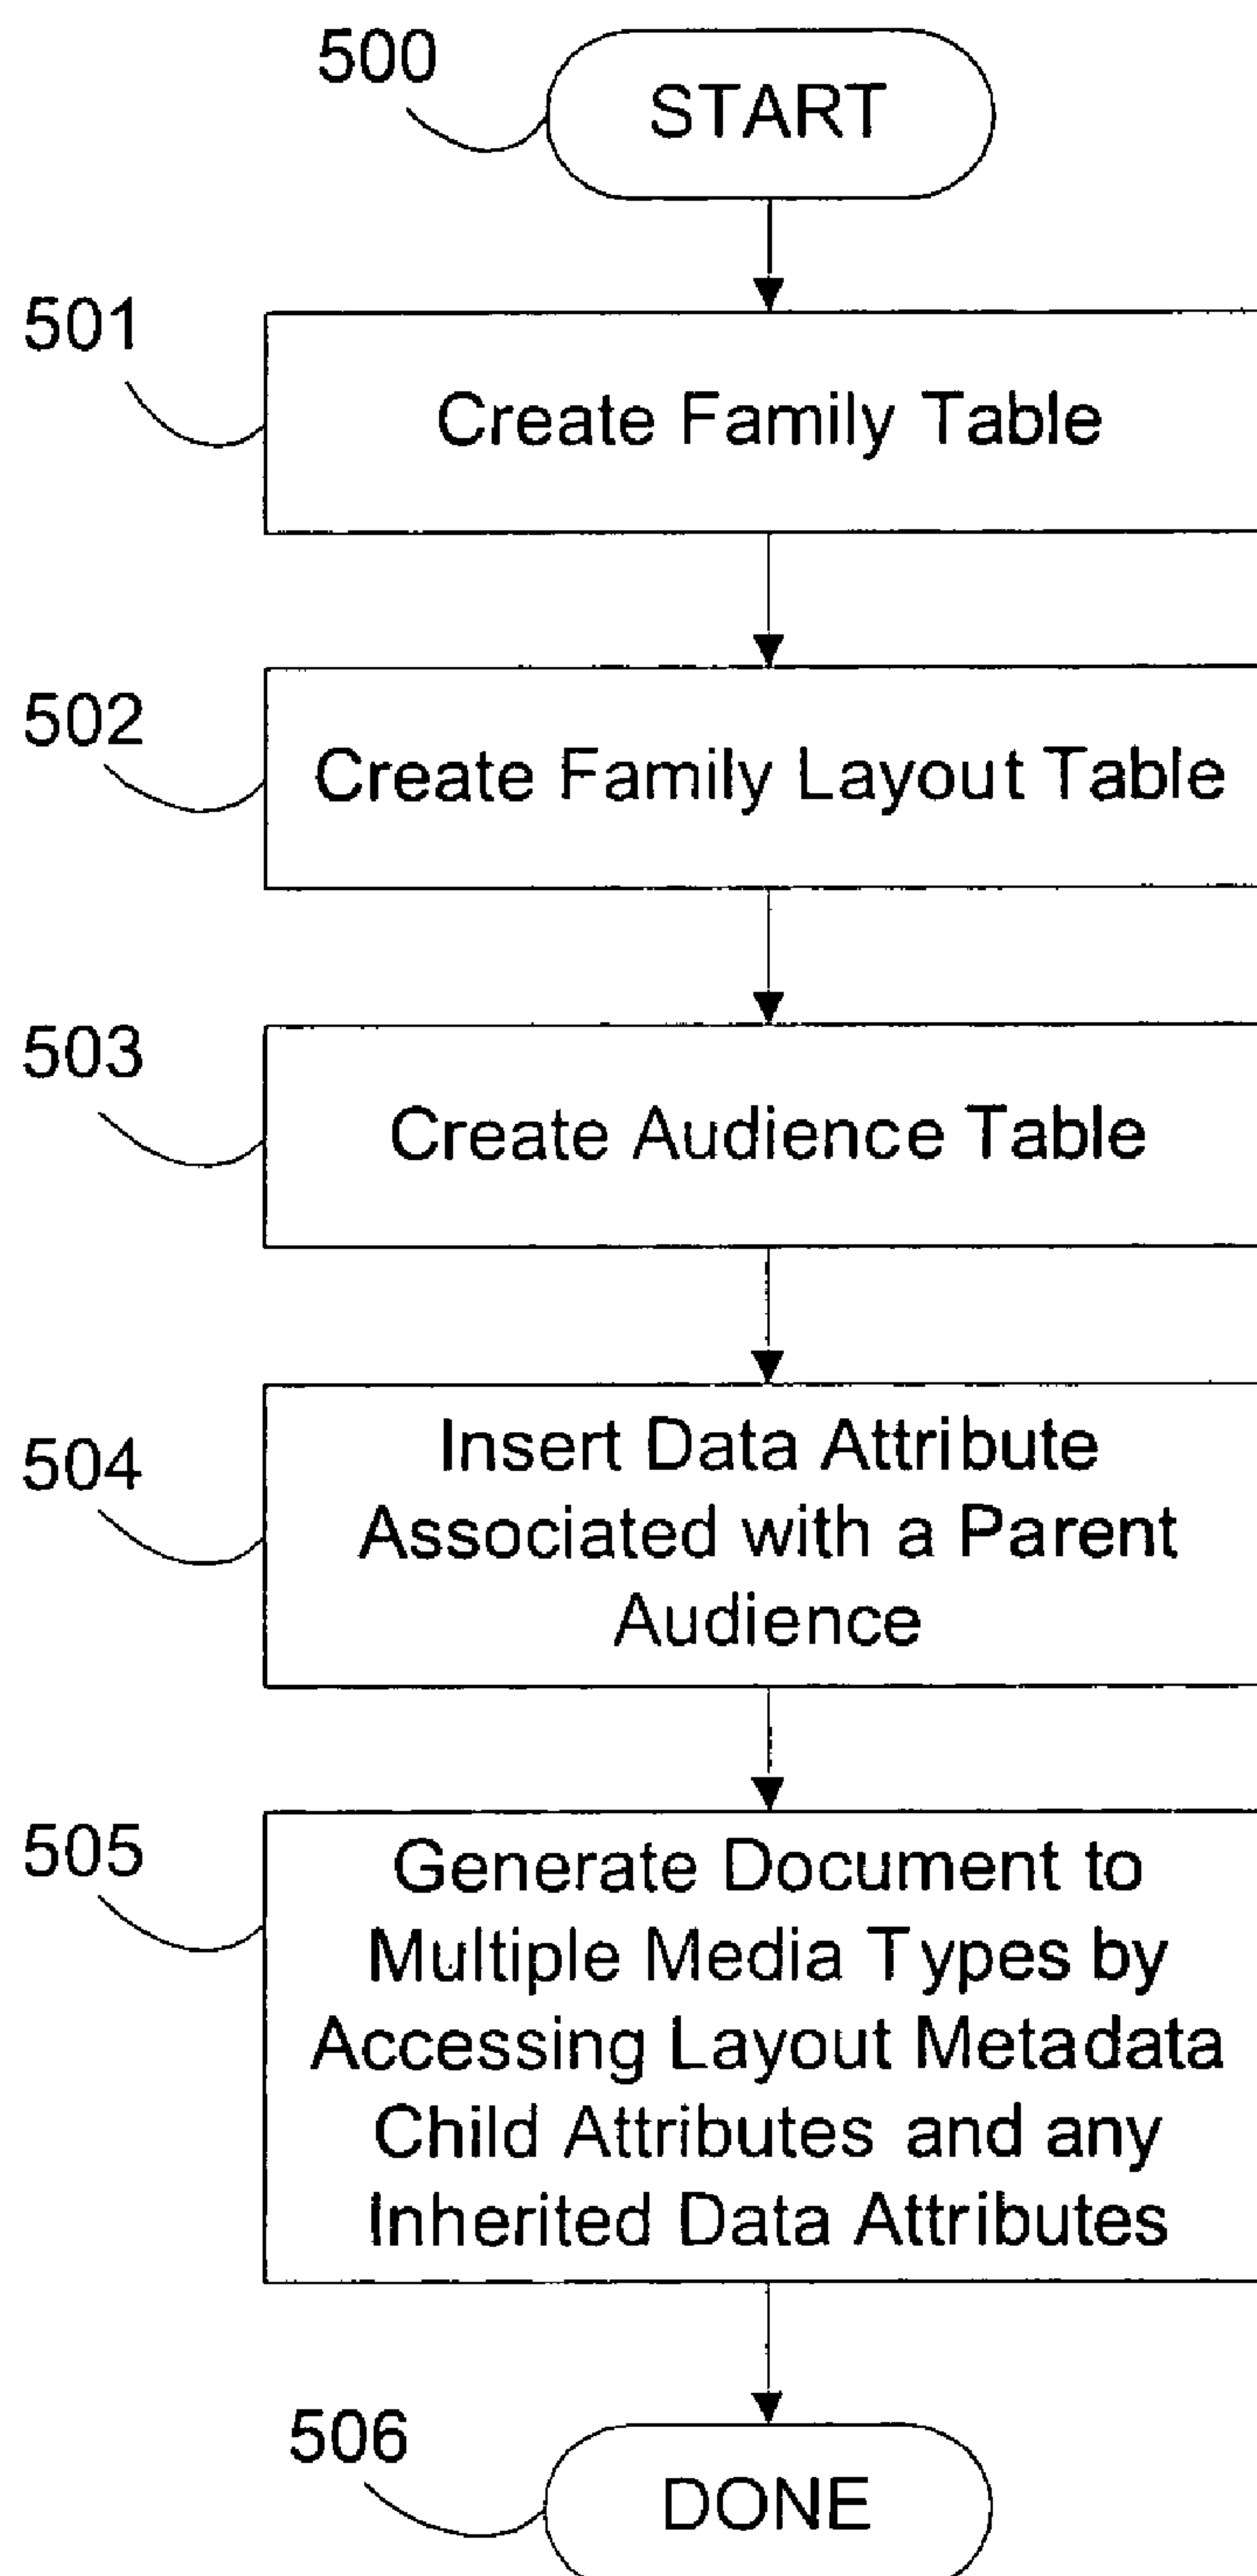 500
START
501
Create Family Table
502
Create Family Layout Table
503
Create Audience Table
504
Insert Data Attribute
Associated with a Parent
Audience
505
Generate Document to
Multiple Media Types by
Accessing Layout Metadata
Child Attributes and any
Inherited Data Attributes
506
DONE